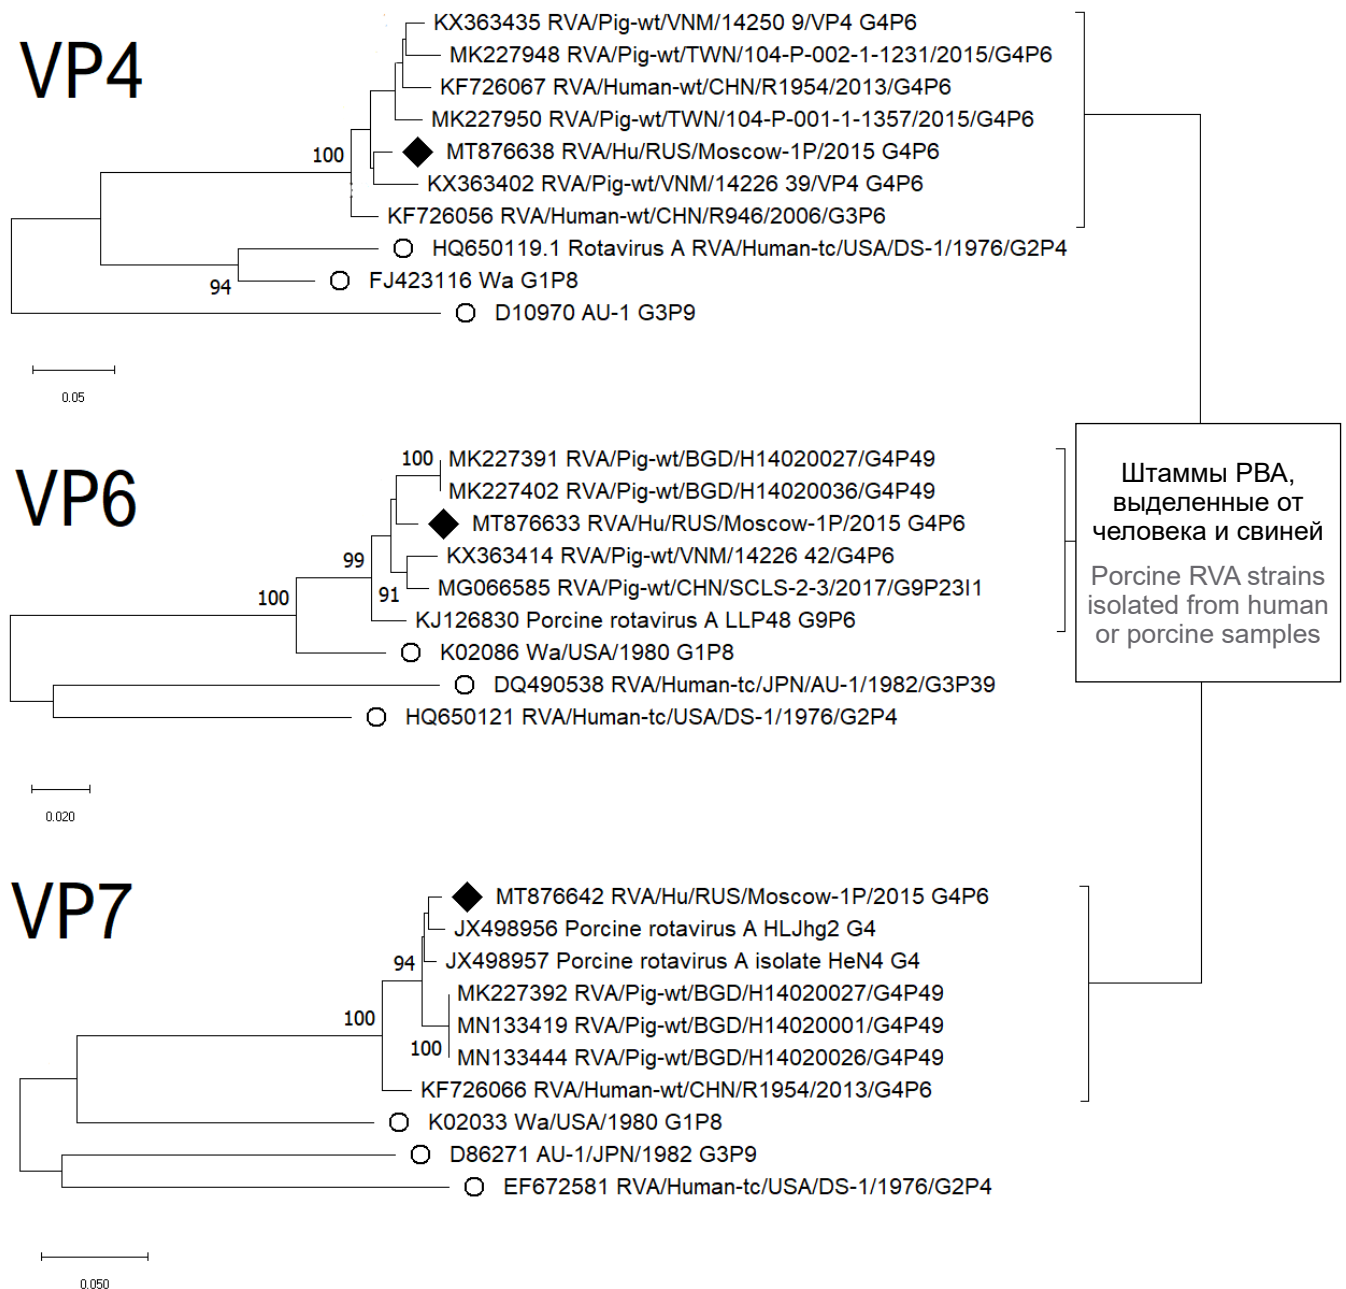 VP4
KX363435 RVA/Pig-wt/VNM/14250 9/VP4 G4P6
MK227948 RVA/Pig-wt/TWN/104-P-002-1-1231/2015/G4P6
KF726067 RVA/Human-wt/CHN/R1954/2013/G4P6
MK227950 RVA/Pig-wt/TWN/104-P-001-1-1357/2015/G4P6
100
MT876638 RVA/Hu/RUS/Moscow-1P/2015 G4P6
KX363402 RVA/Pig-wt/VNM/14226 39/VP4 G4P6
KF726056 RVA/Human-wt/CHN/R946/2006/G3P6
HQ650119.1 Rotavirus A RVA/Human-tc/USA/DS-1/1976/G2P4
94
FJ423116 Wa G1P8
D10970 AU-1 G3P9
0.05
VP6
100
MK227391 RVA/Pig-wt/BGD/H14020027/G4P49
MK227402 RVA/Pig-wt/BGD/H14020036/G4P49
MT876633 RVA/Hu/RUS/Moscow-1P/2015 G4P6
99
KX363414 RVA/Pig-wt/VNM/14226 42/G4P6
91
MG066585 RVA/Pig-wt/CHN/SCLS-2-3/2017/G9P23I1
100
KJ126830 Porcine rotavirus A LLP48 G9P6
K02086 Wa/USA/1980 G1P8
DQ490538 RVA/Human-tc/JPN/AU-1/1982/G3P39
HQ650121 RVA/Human-tc/USA/DS-1/1976/G2P4
0.020
Штаммы РВА,
выделенные от
человека и свиней
Porcine RVA strains
isolated from human
or porcine samples
VP7
MT876642 RVA/Hu/RUS/Moscow-1P/2015 G4P6
JX498956 Porcine rotavirus A HLJhg2 G4
94
JX498957 Porcine rotavirus A isolate HeN4 G4
MK227392 RVA/Pig-wt/BGD/H14020027/G4P49
100
MN133419 RVA/Pig-wt/BGD/H14020001/G4P49
100
MN133444 RVA/Pig-wt/BGD/H14020026/G4P49
KF726066 RVA/Human-wt/CHN/R1954/2013/G4P6
K02033 Wa/USA/1980 G1P8
D86271 AU-1/JPN/1982 G3P9
EF672581 RVA/Human-tc/USA/DS-1/1976/G2P4
0.050